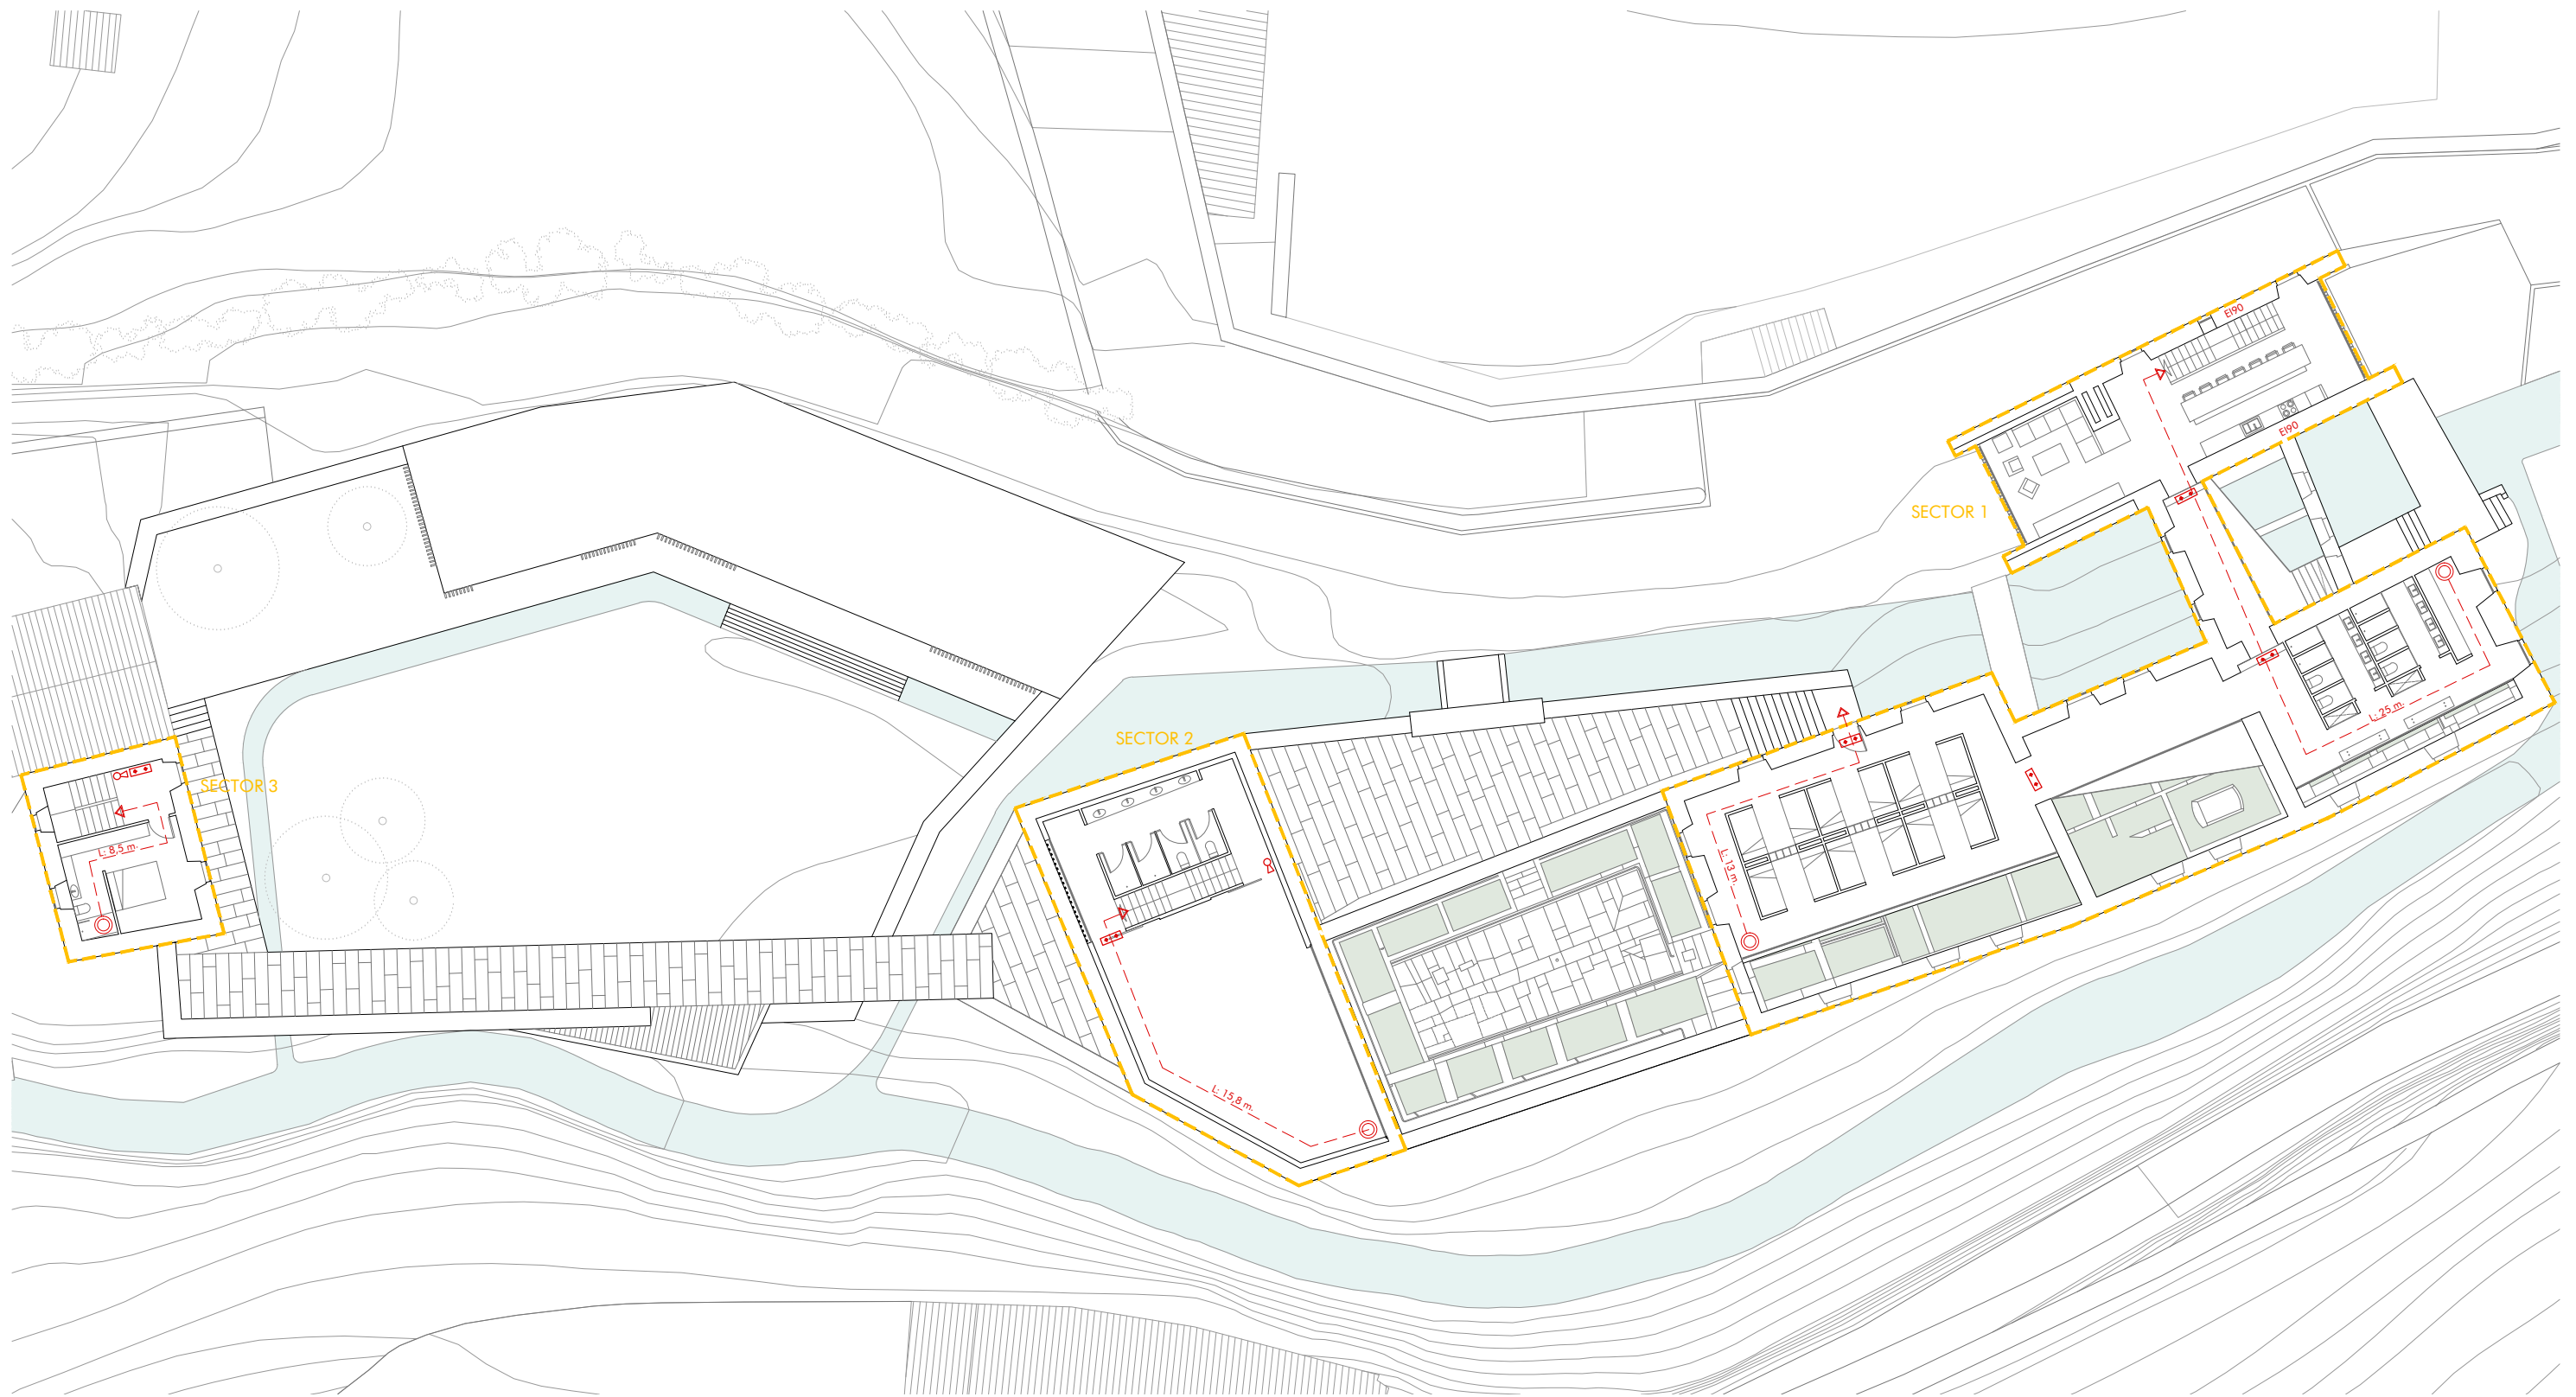 EI90
EI90
SECTOR 1
L: 25 m.
SECTOR 2
SECTOR 3
L: 8,5 m.
L: 13 m.
L: 15,8 m.